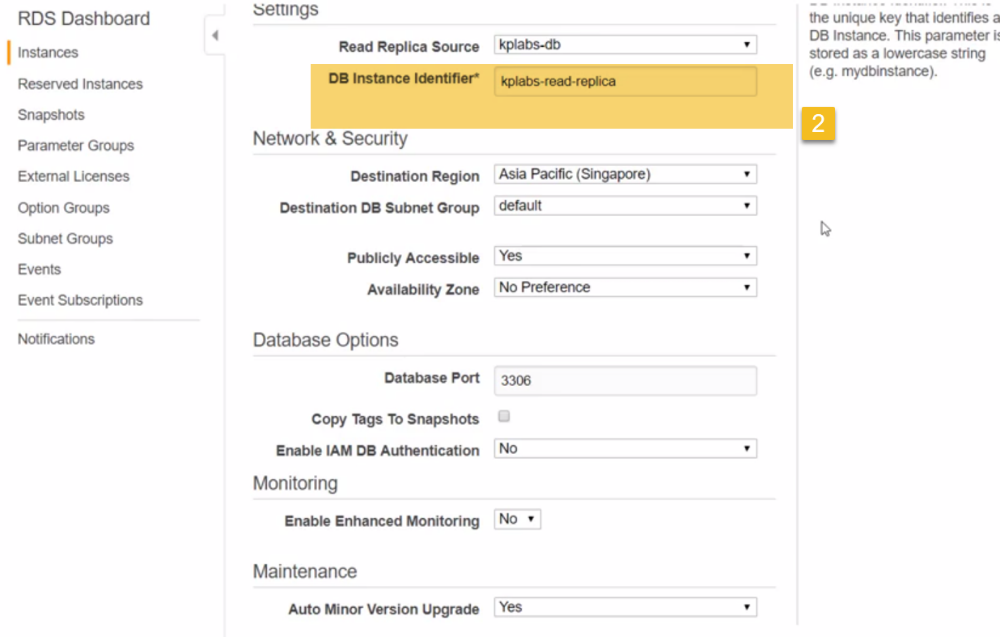 RDS Dashboard
Instances
Reserved Instances
Snapshots
Parameter Groups
External Licenses
Option Groups
Subnet Groups
Events
Event Subscriptions
Notifications
Settings
Read Replica Source kplabs-db
DB Instance Identifier* kplabs-read-replica
Network & Security
Destination Region Asia Pacific (Singapore)
Destination DB Subnet Group default
Publicly Accessible Yes
Availability Zone No Preference
Database Options
Database Port 3306
Copy Tags To Snapshots
Enable IAM DB Authentication No
Monitoring
Enable Enhanced Monitoring No
Maintenance
Auto Minor Version Upgrade Yes
the unique key that identifies a
DB Instance. This parameter is
stored as a lowercase string
(e.g. mydbinstance).
2